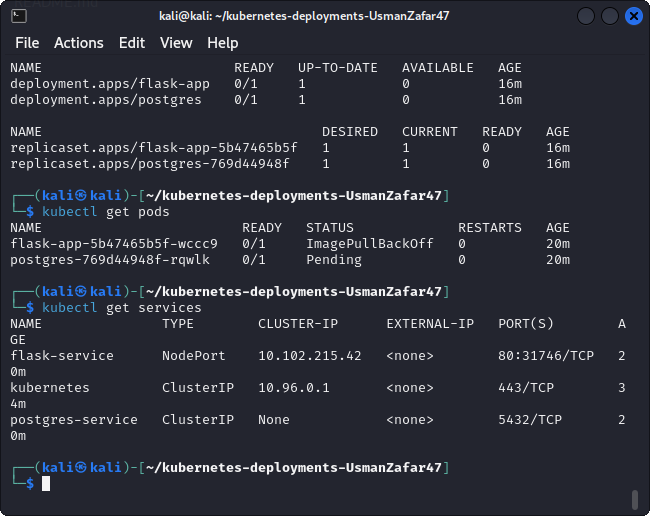 kali@kali: ~/kubernetes-deployments-UsmanZafar47
File Actions Edit View Help
NAME READY UP-TO-DATE AVAILABLE AGE
deployment.apps/flask-app 0/1 1 0 16m
deployment.apps/postgres 0/1 1 0 16m
NAME DESIRED CURRENT READY AGE
replicaset.apps/flask-app-5b47465b5f 1 1 0 16m
replicaset.apps/postgres-769d44948f 1 1 0 16m
┌──(kali㉿kali)-[~/kubernetes-deployments-UsmanZafar47]
└─$ kubectl get pods
NAME READY STATUS RESTARTS AGE
flask-app-5b47465b5f-wccc9 0/1 ImagePullBackOff 0 20m
postgres-769d44948f-rqwlk 0/1 Pending 0 20m
┌──(kali㉿kali)-[~/kubernetes-deployments-UsmanZafar47]
└─$ kubectl get services
NAME TYPE CLUSTER-IP EXTERNAL-IP PORT(S) A
GE
flask-service NodePort 10.102.215.42 <none> 80:31746/TCP 2
0m
kubernetes ClusterIP 10.96.0.1 <none> 443/TCP 3
4m
postgres-service ClusterIP None <none> 5432/TCP 2
0m
┌──(kali㉿kali)-[~/kubernetes-deployments-UsmanZafar47]
└─$